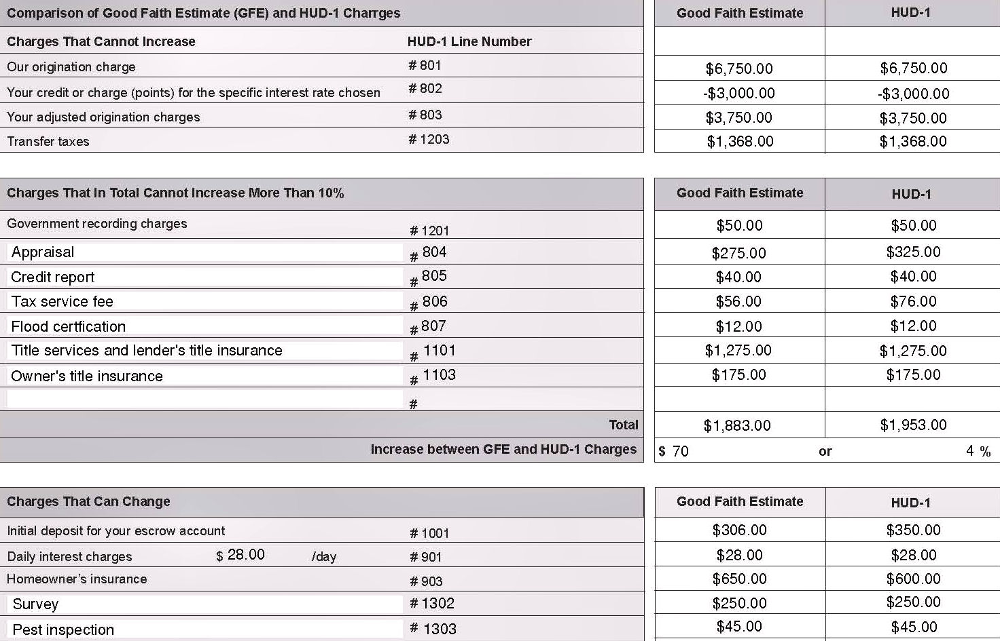 Comparison of Good Faith Estimate (GFE) and HUD-1 Charrges Good Faith Estimate HUD-1
Charges That Cannot Increase HUD-1 Line Number
Our origination charge # 801 $6,750.00 $6,750.00
Your credit or charge (points) for the specific interest rate chosen # 802 -$3,000.00 -$3,000.00
Your adjusted origination charges # 803 $3,750.00 $3,750.00
Transfer taxes # 1203 $1,368.00 $1,368.00
Charges That In Total Cannot Increase More Than 10% Good Faith Estimate HUD-1
Government recording charges # 1201 $50.00 $50.00
Appraisal # 804 $275.00 $325.00
Credit report # 805 $40.00 $40.00
Tax service fee # 806 $56.00 $76.00
Flood certfication # 807 $12.00 $12.00
Title services and lender's title insurance # 1101 $1,275.00 $1,275.00
Owner's title insurance # 1103 $175.00 $175.00
#
Total $1,883.00 $1,953.00
Increase between GFE and HUD-1 Charges $ 70 or 4 %
Charges That Can Change Good Faith Estimate HUD-1
Initial deposit for your escrow account # 1001 $306.00 $350.00
Daily interest charges $ 28.00 /day # 901 $28.00 $28.00
Homeowner's insurance # 903 $650.00 $600.00
Survey # 1302 $250.00 $250.00
Pest inspection # 1303 $45.00 $45.00